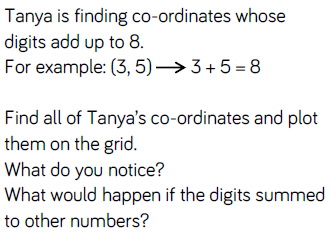 Tanya is finding co-ordinates whose
digits add up to 8.
For example: (3, 5) ⟶ 3 + 5 = 8
Find all of Tanya's co-ordinates and plot
them on the grid.
What do you notice?
What would happen if the digits summed
to other numbers?